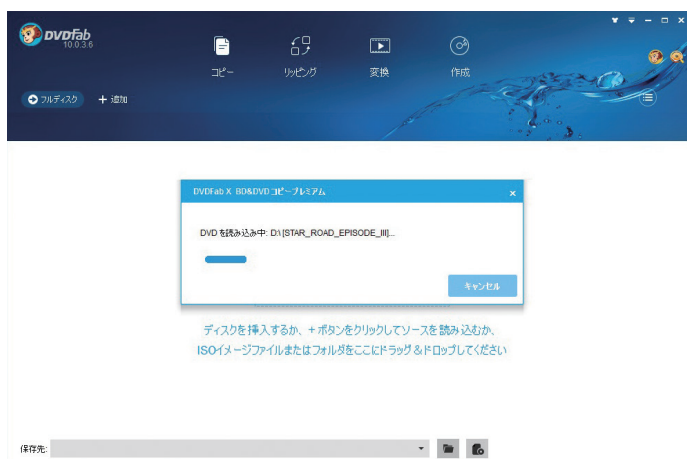 DVDFab
10.0.3.6
コピー
リッピング
変換
作成
フルディスク
+ 追加
DVDFab X BD&DVD コピープレミアム
DVD を読み込み中: D:\ [STAR_ROAD_EPISODE_III]...
キャンセル
ディスクを挿入するか、+ ボタンをクリックしてソースを読み込むか、
ISOイメージファイルまたはフォルダをここにドラッグ&ドロップしてください
保存先: